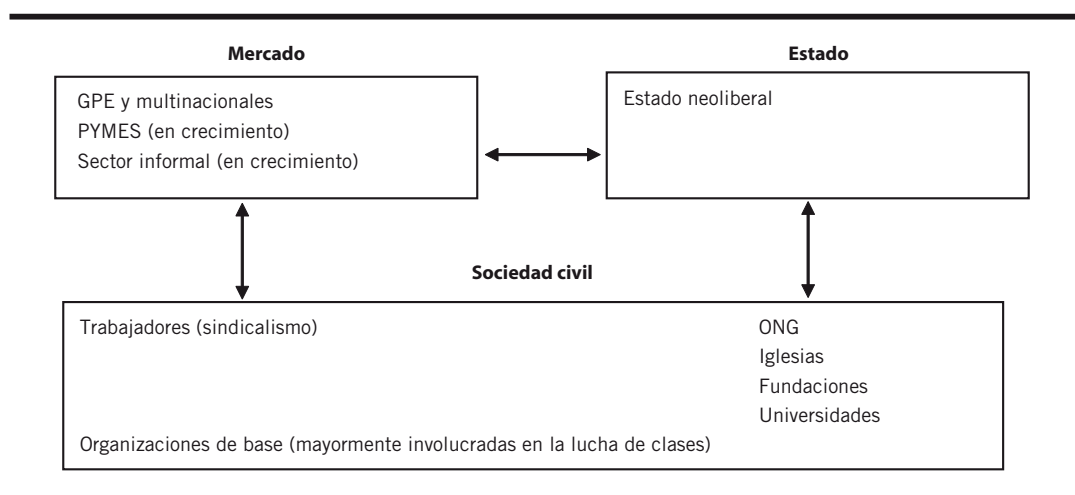 Mercado
GPE y multinacionales
PYMES (en crecimiento)
Sector informal (en crecimiento)
Estado
Estado neoliberal
Sociedad civil
Trabajadores (sindicalismo)
ONG
Iglesias
Fundaciones
Universidades
Organizaciones de base (mayormente involucradas en la lucha de clases)